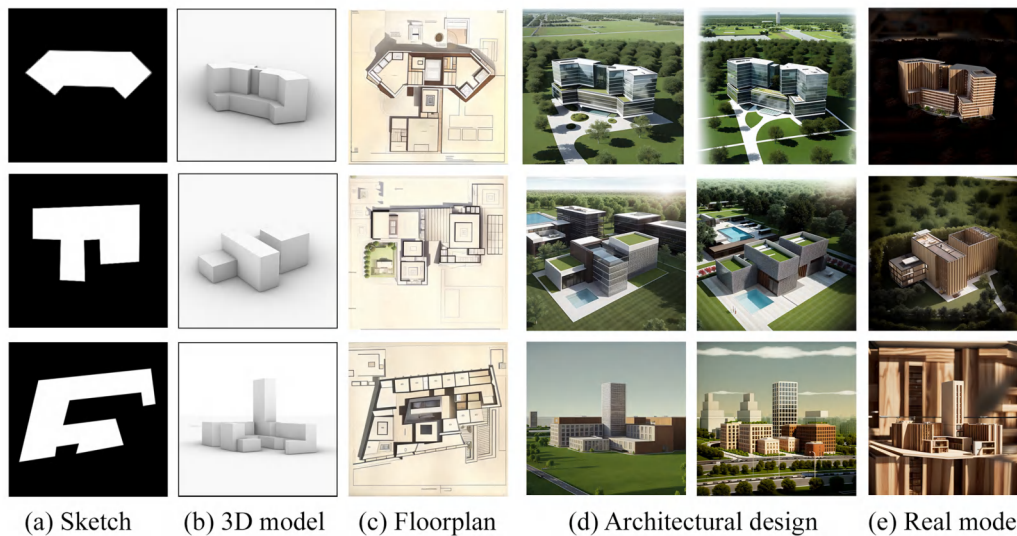 (a) Sketch
(b) 3D model
(c) Floorplan
(d) Architectural design
(e) Real mode